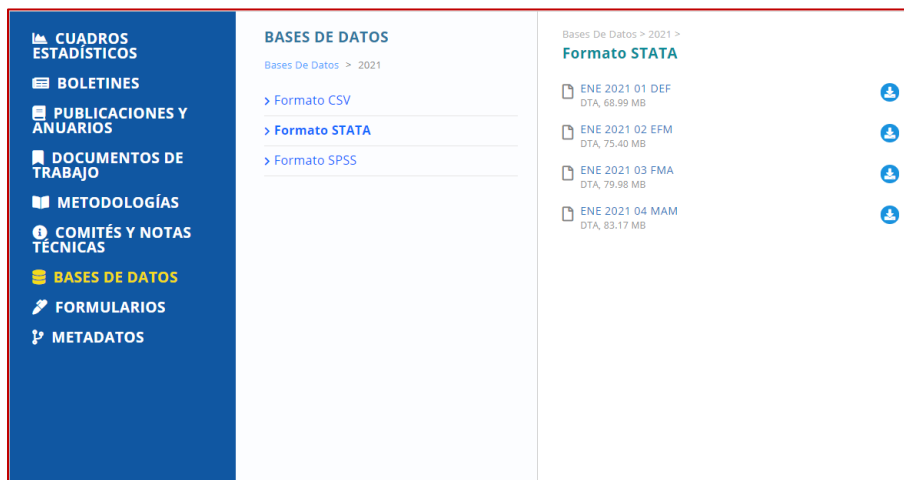 CUADROS
ESTADÍSTICOS
BOLETINES
PUBLICACIONES Y
ANUARIOS
DOCUMENTOS DE
TRABAJO
METODOLOGÍAS
COMITÉS Y NOTAS
TÉCNICAS
BASES DE DATOS
FORMULARIOS
METADATOS
BASES DE DATOS
Bases De Datos > 2021
> Formato CSV
> Formato STATA
> Formato SPSS
Bases De Datos > 2021 >
Formato STATA
ENE 2021 01 DEF
DTA, 68.99 MB
ENE 2021 02 EFM
DTA, 75.40 MB
ENE 2021 03 FMA
DTA, 79.98 MB
ENE 2021 04 MAM
DTA, 83.17 MB